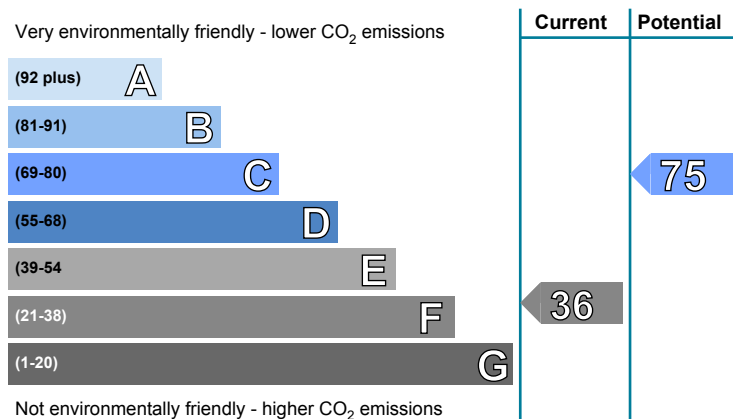 Very environmentally friendly - lower CO₂ emissions
Current
Potential
(92 plus) A
(81-91) B
(69-80) C
75
(55-68) D
(39-54 E
(21-38) F
36
(1-20) G
Not environmentally friendly - higher CO₂ emissions